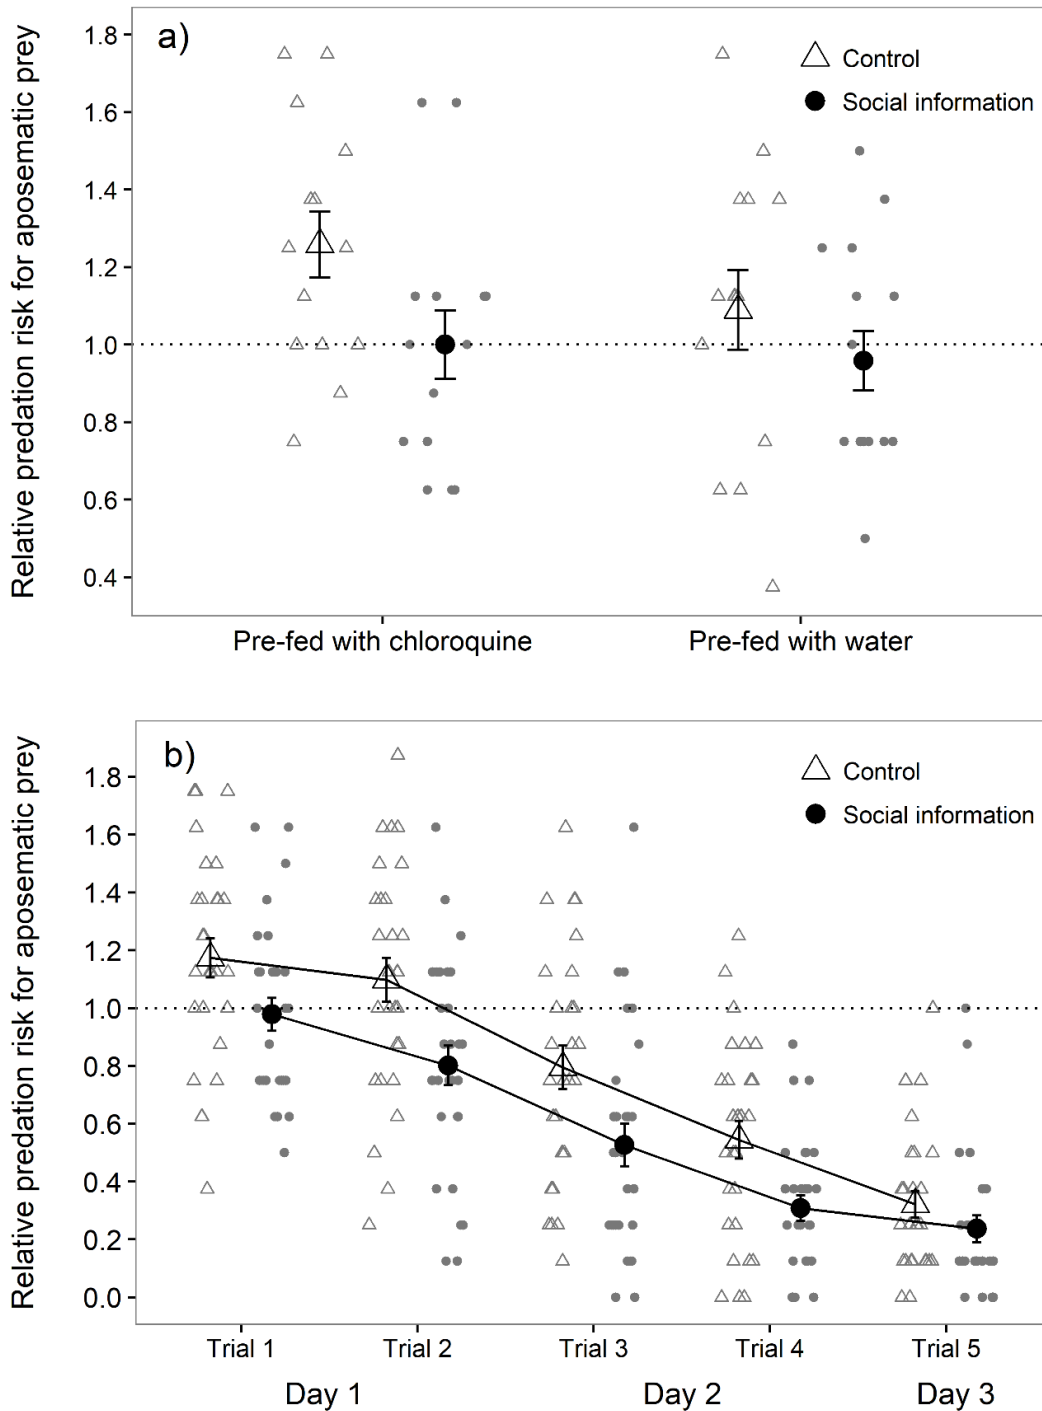 a)
Control
Social information
Relative predation risk for aposematic prey
1.8
1.6
1.4
1.2
1.0
0.8
0.6
0.4
Pre-fed with chloroquine
Pre-fed with water
b)
Control
Social information
Relative predation risk for aposematic prey
1.8
1.6
1.4
1.2
1.0
0.8
0.6
0.4
0.2
0.0
Trial 1
Trial 2
Trial 3
Trial 4
Trial 5
Day 1
Day 2
Day 3